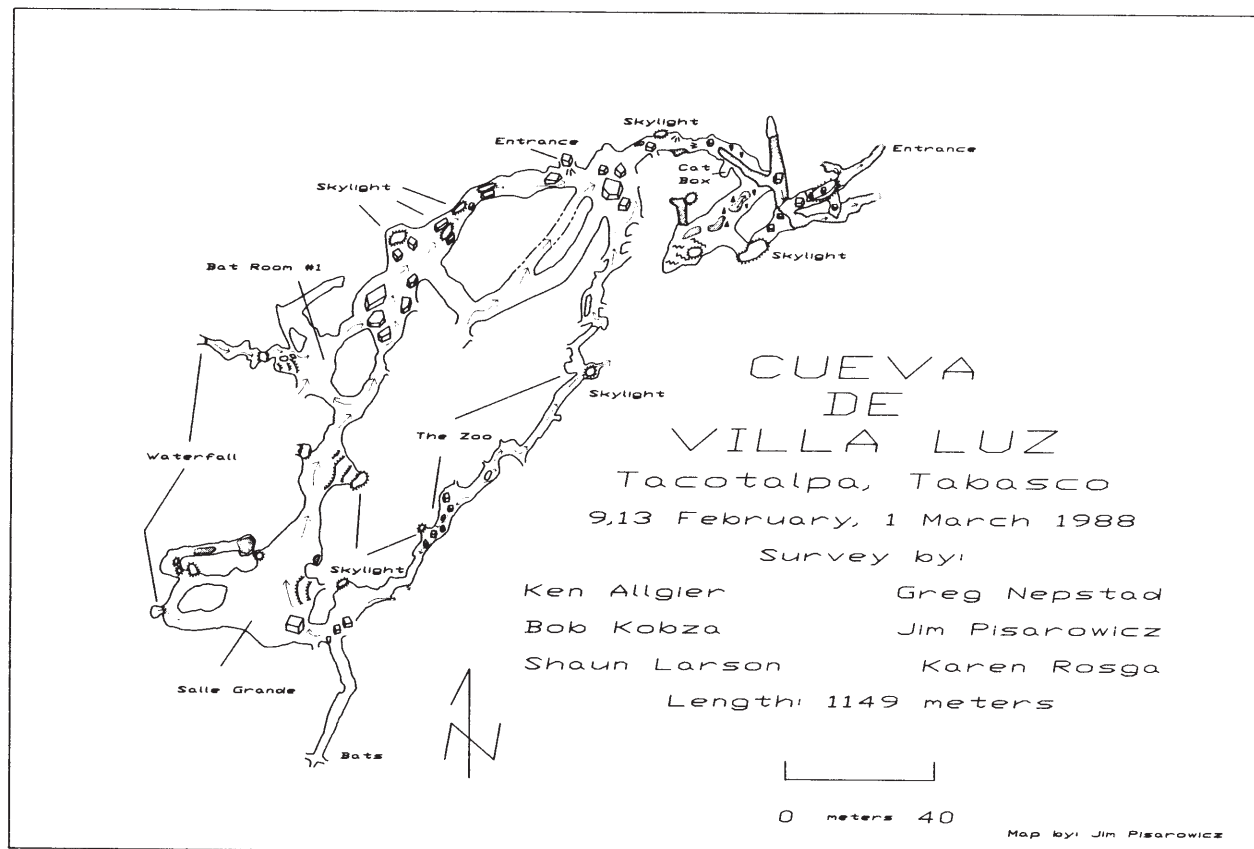 Skylight
Entrance
Entrance
Cat
Box
Skylight
Skylight
Bat Room #1
CUEVA
DE
VILLA LUZ
Skylight
The Zoo
Waterfall
Tacotalpa, Tabasco
9,13 February, 1 March 1988
Survey by:
Skylight
Ken Allgier
Greg Nepstad
Bob Kobza
Jim Pisarowicz
Shaun Larson
Karen Rosga
Salle Grande
Length: 1149 meters
N
Bats
0 meters 40
Map by: Jim Pisarowicz